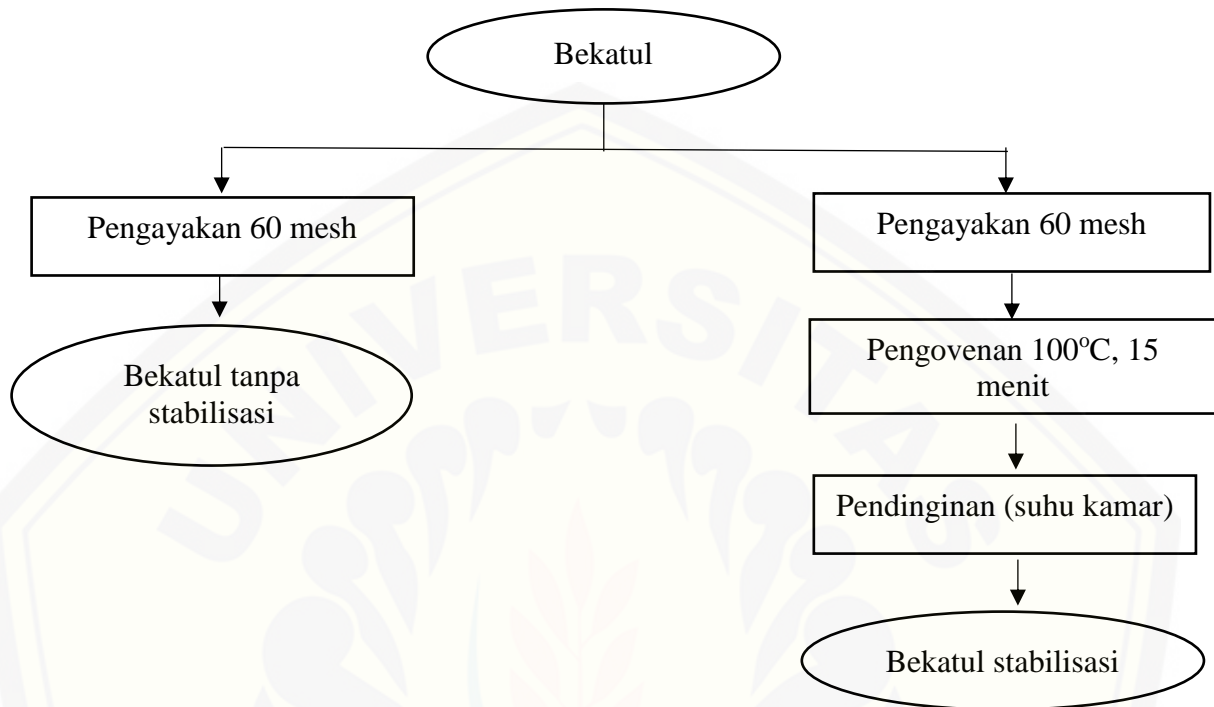 Bekatul
Pengayakan 60 mesh
Bekatul tanpa
stabilisasi
Pengayakan 60 mesh
Pengovenan 100°C, 15
menit
Pendinginan (suhu kamar)
Bekatul stabilisasi
UNIVERSITAS